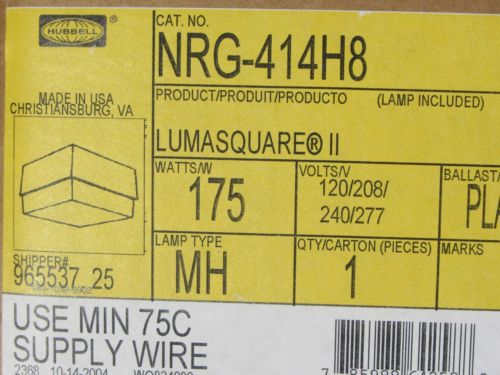 HUBBELL
CAT. NO.
NRG-414H8
MADE IN USA
CHRISTIANSBURG, VA
PRODUCT/PRODUIT/PRODUCTO (LAMP INCLUDED)
LUMASQUARE® II
WATTS/W
175
VOLTS/V
120/208/
240/277
BALLAST/
LAMP TYPE
MH
QTY/CARTON (PIECES)
1
MARKS
SHIPPER#
965537 25
USE MIN 75C
SUPPLY WIRE
2368 10-14-2004